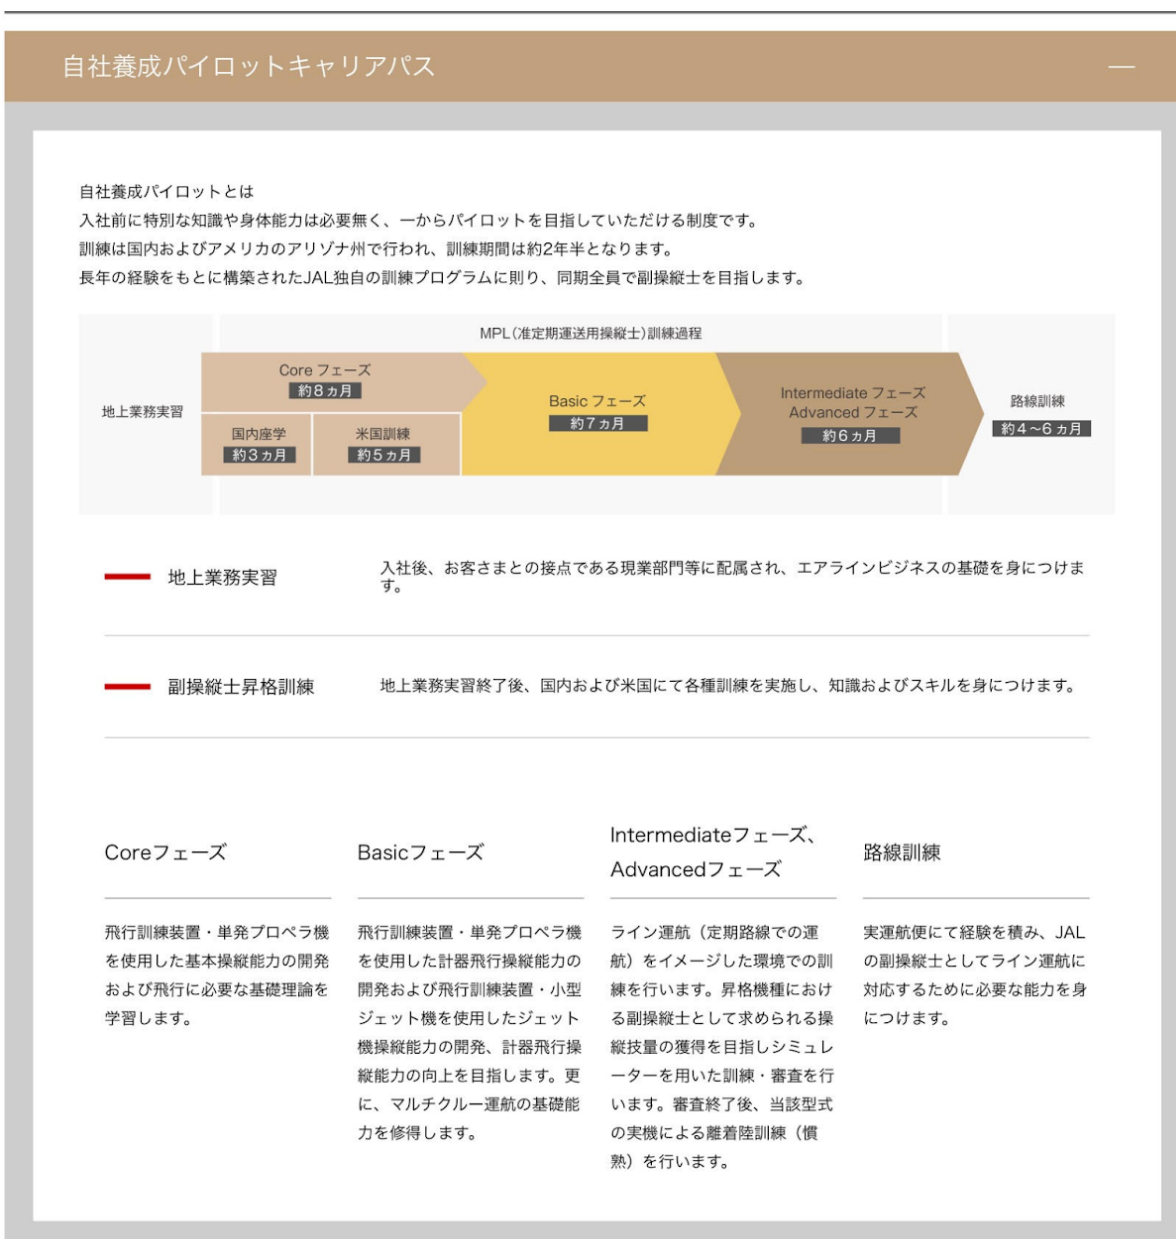 自社養成パイロットキャリアパス
自社養成パイロットとは
入社前に特別な知識や身体能力は必要無く、一からパイロットを目指していただける制度です。
訓練は国内およびアメリカのアリゾナ州で行われ、訓練期間は約2年半となります。
長年の経験をもとに構築されたJAL独自の訓練プログラムに則り、同期全員で副操縦士を目指します。
MPL(准定期運送用操縦士)訓練過程
地上業務実習
Core フェーズ
約8ヵ月
国内座学
約3ヵ月
米国訓練
約5ヵ月
Basic フェーズ
約7ヵ月
Intermediate フェーズ
Advanced フェーズ
約6ヵ月
路線訓練
約4～6ヵ月
地上業務実習
入社後、お客さまとの接点である現業部門等に配属され、エアラインビジネスの基礎を身につけま
す。
副操縦士昇格訓練
地上業務実習終了後、国内および米国にて各種訓練を実施し、知識およびスキルを身につけます。
Coreフェーズ
飛行訓練装置・単発プロペラ機
を使用した基本操縦能力の開発
および飛行に必要な基礎理論を
学習します。
Basicフェーズ
飛行訓練装置・単発プロペラ機
を使用した計器飛行操縦能力の
開発および飛行訓練装置・小型
ジェット機を使用したジェット
機操縦能力の開発、計器飛行操
縦能力の向上を目指します。更
に、マルチクルー運航の基礎能
力を修得します。
Intermediateフェーズ、
Advancedフェーズ
ライン運航（定期路線での運
航）をイメージした環境での訓
練を行います。昇格機種におけ
る副操縦士として求められる操
縦技量の獲得を目指しシミュレ
ーターを用いた訓練・審査を行
います。審査終了後、当該型式
の実機による離着陸訓練（慣
熟）を行います。
路線訓練
実運航便にて経験を積み、JAL
の副操縦士としてライン運航に
対応するために必要な能力を身
につけます。